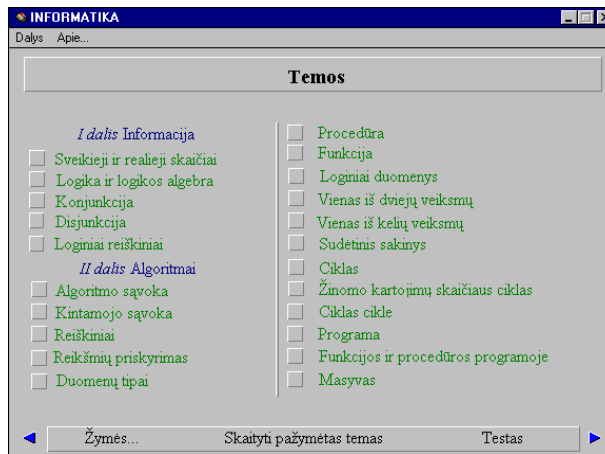 INFORMATIKA
Dalys Apie...
Temos
I dalis Informacija
Sveikieji ir realieji skaičiai
Logika ir logikos algebra
Konjunkcija
Disjunkcija
Loginiai reiškiniai
II dalis Algoritmai
Algoritmo sąvoka
Kintamojo sąvoka
Reiškiniai
Reikšmių priskyrimas
Duomenų tipai
Procedūra
Funkcija
Loginiai duomenys
Vienas iš dviejų veiksmų
Vienas iš kelių veiksmų
Sudėtinis sakinys
Ciklas
Žinomo kartojimų skaičiaus ciklas
Ciklas cikle
Programa
Funkcijos ir procedūros programoje
Masyvas
Žymės... Skaityti pažymėtas temas Testas